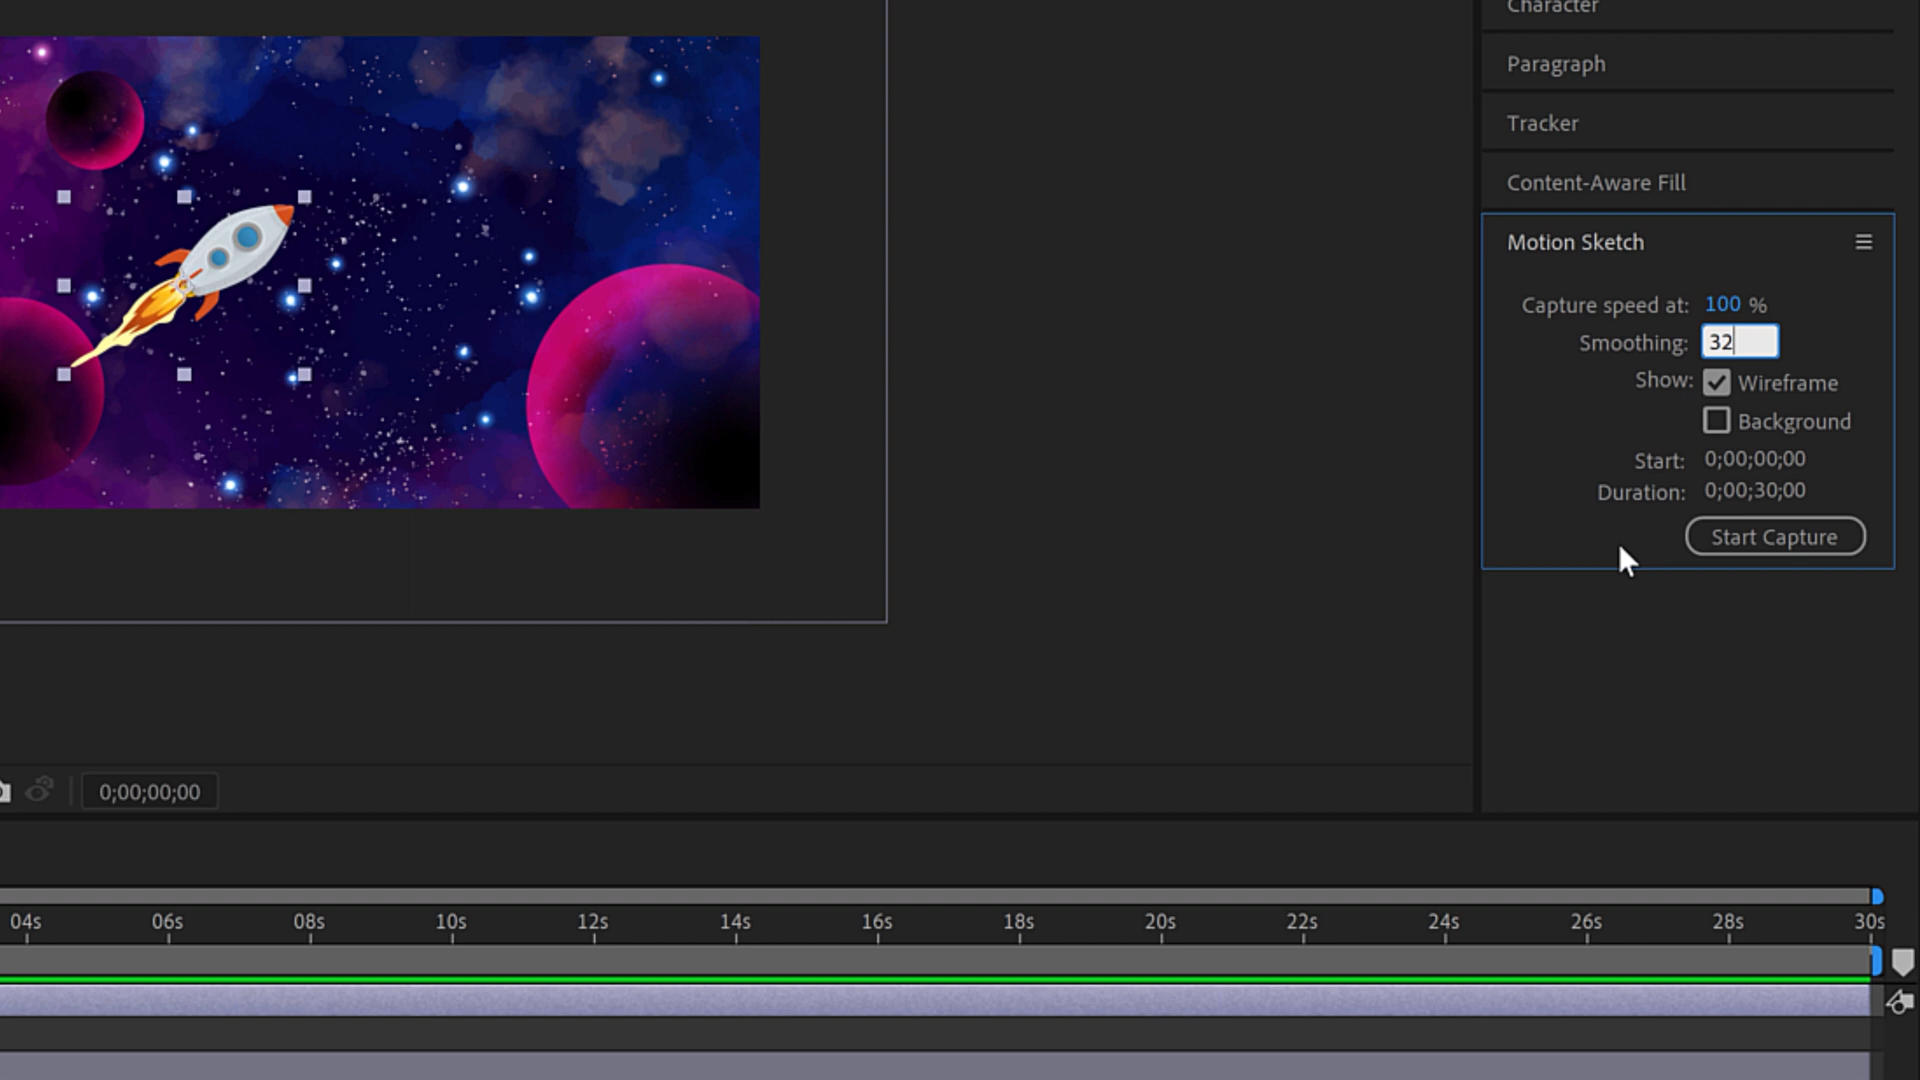 Character
Paragraph
Tracker
Content-Aware Fill
Motion Sketch
Capture speed at: 100 %
Smoothing: 32
Show: Wireframe
Background
Start: 0;00;00;00
Duration: 0;00;30;00
Start Capture
0;00;00;00
04s 06s 08s 10s 12s 14s 16s 18s 20s 22s 24s 26s 28s 30s